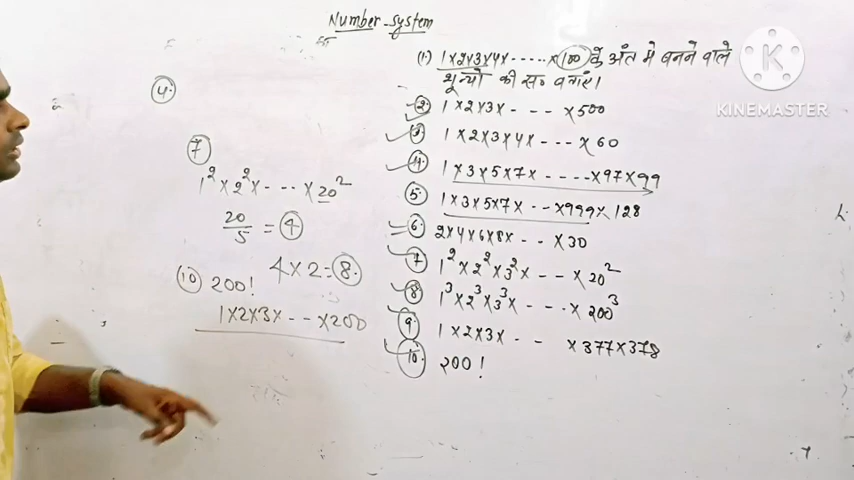 Number system
(1.) 1×2×3×4×.....×100 के अंत मे बनने वाले
शून्यो की स० बताएं।
② 1×2×3×- - - ×500
③ 1×2×3×4×- - - ×60
④ 1×3×5×7×- - - - -×97×99
⑤ 1×3×5×7×- - -×999×128
⑥ 2×4×6×8×- - ×30
⑦ 1²×2²×3²×- - - ×20²
⑧ 1³×2³×3³×- - - ×200³
⑨ 1×2×3×- - - ×377×378
⑩ 200!
④
⑦
1²×2²×- - - ×20²
20/5 = ④
4×2=⑧
(10) 200!
1×2×3×- - -×200
KINEMASTER